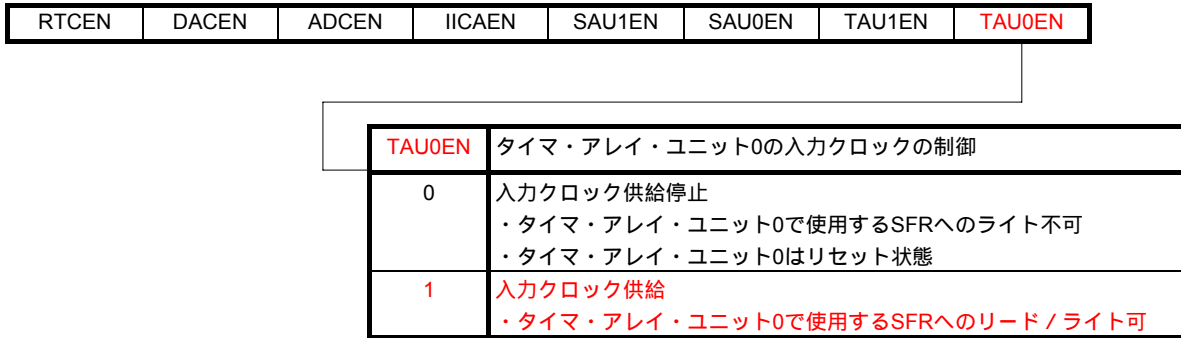 RTCEN DACEN ADCEN IICAEN SAU1EN SAU0EN TAU1EN TAU0EN
TAU0EN タイマ・アレイ・ユニット0の入力クロックの制御
0 入力クロック供給停止
・タイマ・アレイ・ユニット0で使用するSFRへのライト不可
・タイマ・アレイ・ユニット0はリセット状態
1 入力クロック供給
・タイマ・アレイ・ユニット0で使用するSFRへのリード／ライト可